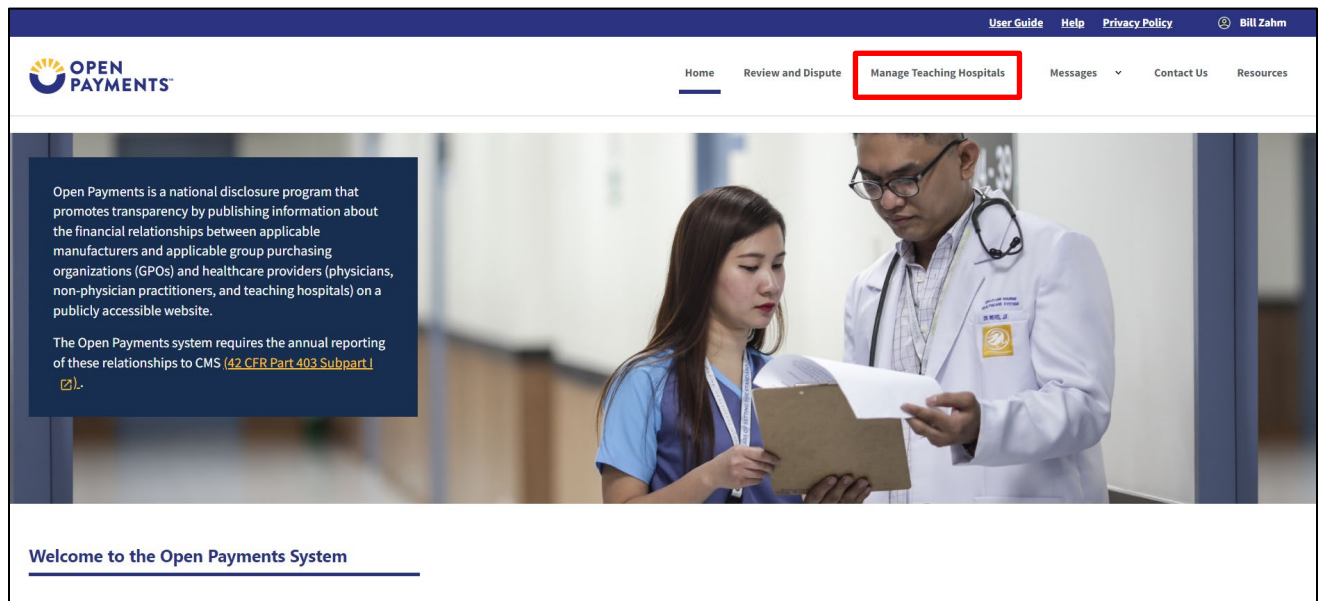 User Guide Help Privacy Policy Bill Zahm
OPEN
PAYMENTS
Home Review and Dispute Manage Teaching Hospitals Messages Contact Us Resources
Open Payments is a national disclosure program that
promotes transparency by publishing information about
the financial relationships between applicable
manufacturers and applicable group purchasing
organizations (GPOs) and healthcare providers (physicians,
non-physician practitioners, and teaching hospitals) on a
publicly accessible website.
The Open Payments system requires the annual reporting
of these relationships to CMS (42 CFR Part 403 Subpart I
).
Welcome to the Open Payments System